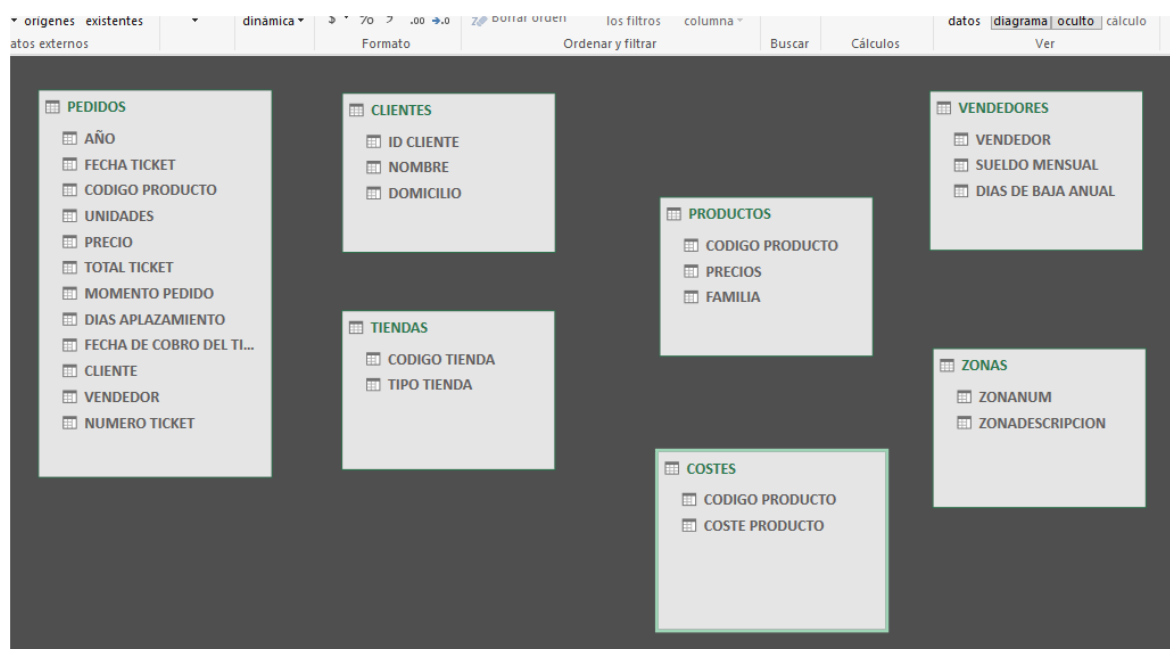 orígenes existentes
dinámica
$ % .00 →.0
Borrar orden
los filtros
columna
datos diagrama oculto cálculo
atos externos
Formato
Ordenar y filtrar
Buscar
Cálculos
Ver
PEDIDOS
AÑO
FECHA TICKET
CODIGO PRODUCTO
UNIDADES
PRECIO
TOTAL TICKET
MOMENTO PEDIDO
DIAS APLAZAMIENTO
FECHA DE COBRO DEL TI...
CLIENTE
VENDEDOR
NUMERO TICKET
CLIENTES
ID CLIENTE
NOMBRE
DOMICILIO
TIENDAS
CODIGO TIENDA
TIPO TIENDA
PRODUCTOS
CODIGO PRODUCTO
PRECIOS
FAMILIA
COSTES
CODIGO PRODUCTO
COSTE PRODUCTO
VENDEDORES
VENDEDOR
SUELDO MENSUAL
DIAS DE BAJA ANUAL
ZONAS
ZONANUM
ZONADESCRIPCION